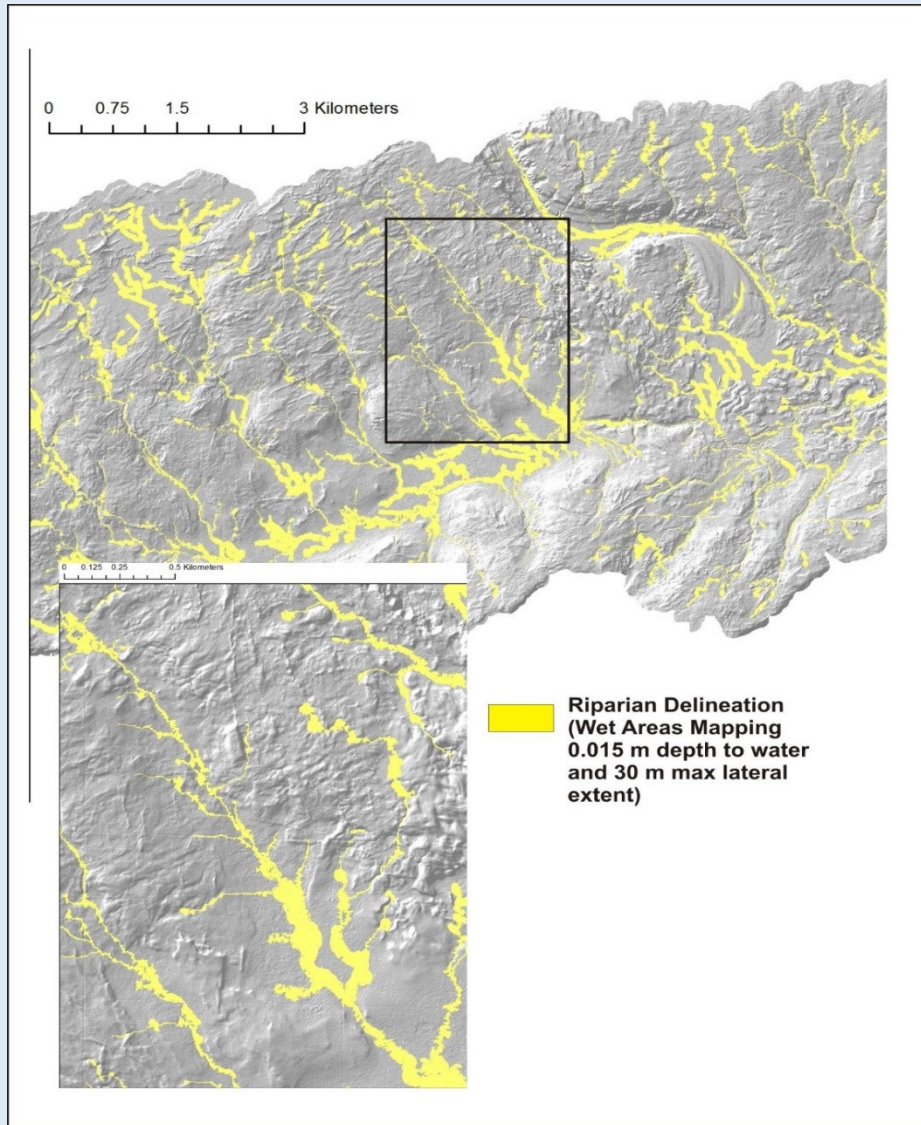 0 0.75 1.5 3 Kilometers
0 0.125 0.25 0.5 Kilometers
Riparian Delineation
(Wet Areas Mapping
0.015 m depth to water
and 30 m max lateral
extent)